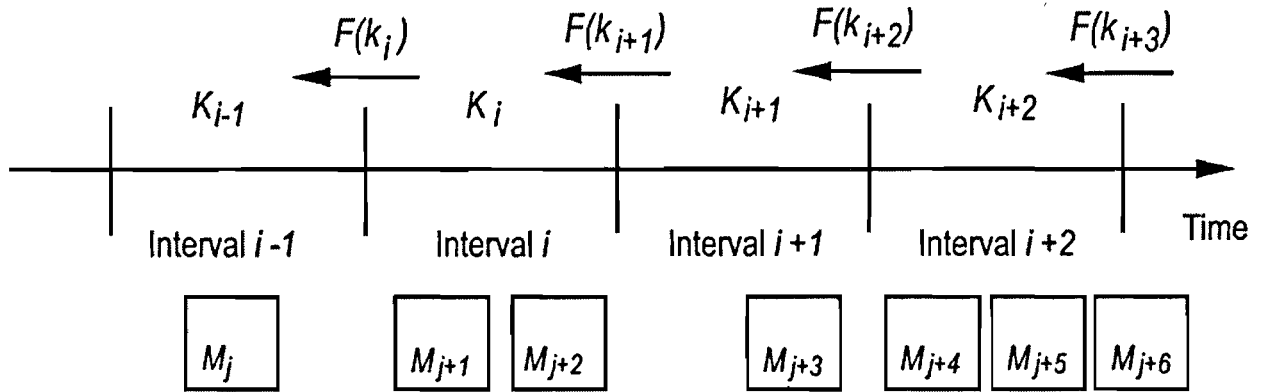 F(k_i) F(k_{i+1}) F(k_{i+2}) F(k_{i+3})
K_{i-1} K_i K_{i+1} K_{i+2}
Time
Interval i-1 Interval i Interval i+1 Interval i+2
M_j M_{j+1} M_{j+2} M_{j+3} M_{j+4} M_{j+5} M_{j+6}